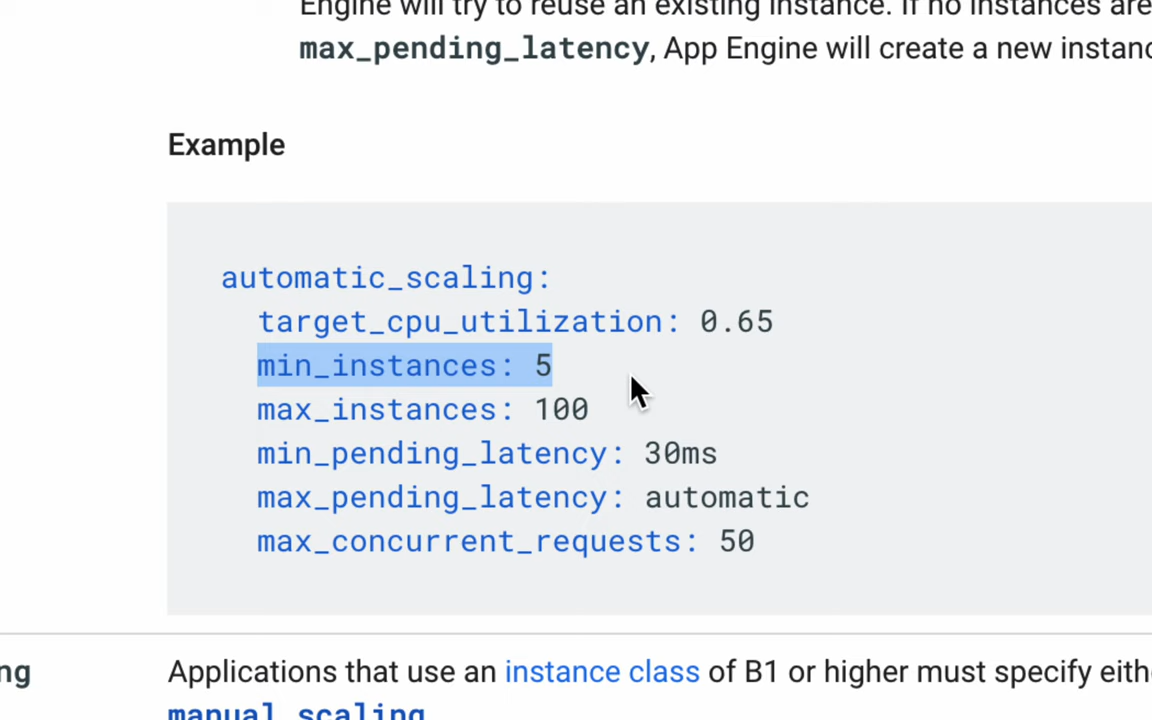 Engine will try to reuse an existing instance. If no instances are
max_pending_latency, App Engine will create a new instanc
Example
automatic_scaling:
target_cpu_utilization: 0.65
min_instances: 5
max_instances: 100
min_pending_latency: 30ms
max_pending_latency: automatic
max_concurrent_requests: 50
ng
Applications that use an instance class of B1 or higher must specify eith
manual_scaling